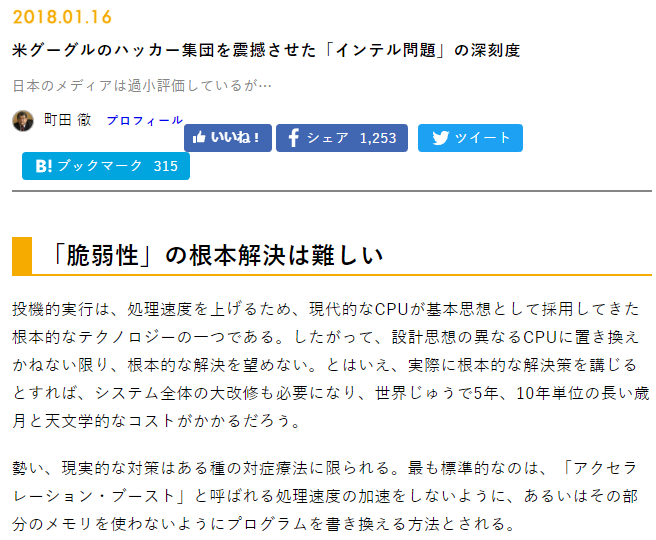 2018.01.16
米グーグルのハッカー集団を震撼させた「インテル問題」の深刻度
日本のメディアは過小評価しているが…
町田 徹 プロフィール
いいね！ シェア 1,253 ツイート
B! ブックマーク 315
「脆弱性」の根本解決は難しい
投機的実行は、処理速度を上げるため、現代的なCPUが基本思想として採用してきた
根本的なテクノロジーの一つである。したがって、設計思想の異なるCPUに置き換え
かねない限り、根本的な解決を望めない。とはいえ、実際に根本的な解決策を講じる
とすれば、システム全体の大改修も必要になり、世界じゅうで5年、10年単位の長い歳
月と天文学的なコストがかかるだろう。
勢い、現実的な対策はある種の対症療法に限られる。最も標準的なのは、「アクセラ
レーション・ブースト」と呼ばれる処理速度の加速をしないように、あるいはその部
分のメモリを使わないようにプログラムを書き換える方法とされる。